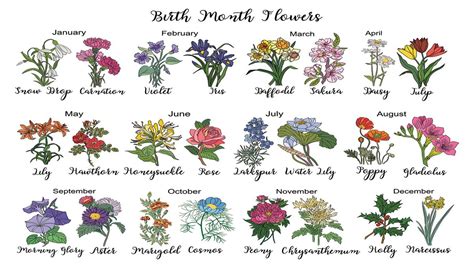 Birth Month Flowers
January February March April
Snow Drop Carnation Violet Iris Daffodil Sakura Daisy Tulip
May June July August
Lily Hawthorn Honeysuckle Rose Larkspur Water Lily Poppy Gladiolus
September October November December
Morning Glory Aster Marigold Cosmos Peony Chrysanthemum Holly Narcissus